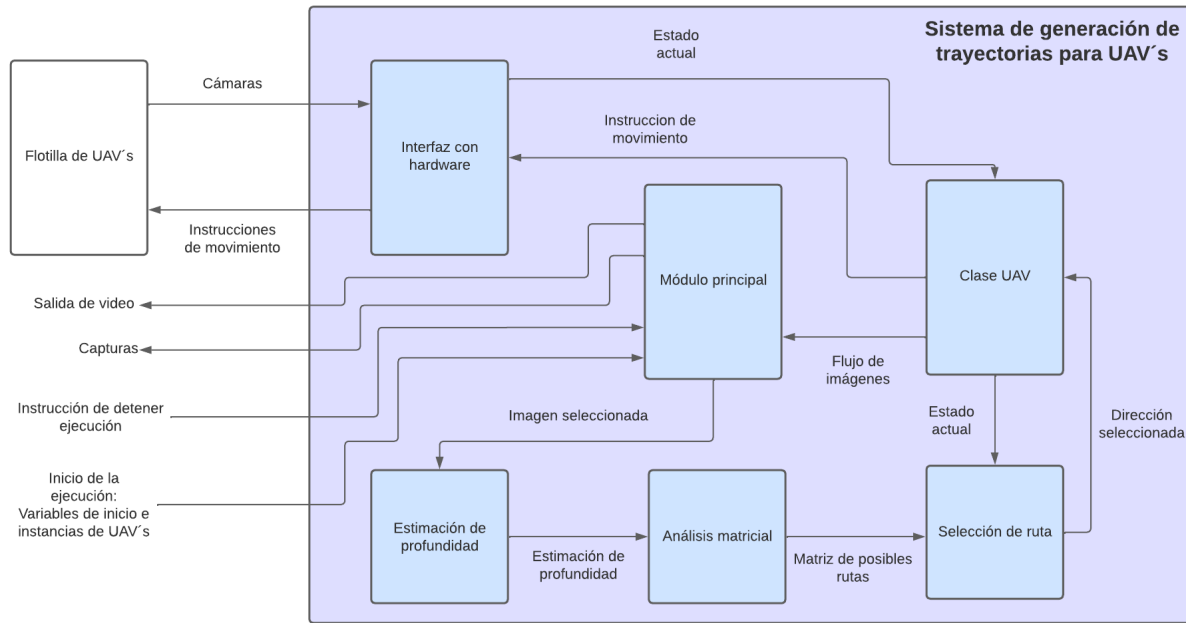 Sistema de generación de
trayectorias para UAV´s
Estado
actual
Cámaras
Instruccion de
movimiento
Flotilla de UAV´s
Interfaz con
hardware
Instrucciones
de movimiento
Módulo principal
Clase UAV
Salida de video
Capturas
Flujo de
imágenes
Instrucción de detener
ejecución
Imagen seleccionada
Estado
actual
Dirección
seleccionada
Inicio de la
ejecución:
Variables de inicio e
instancias de UAV´s
Estimación de
profundidad
Estimación de
profundidad
Análisis matricial
Matriz de posibles
rutas
Selección de ruta